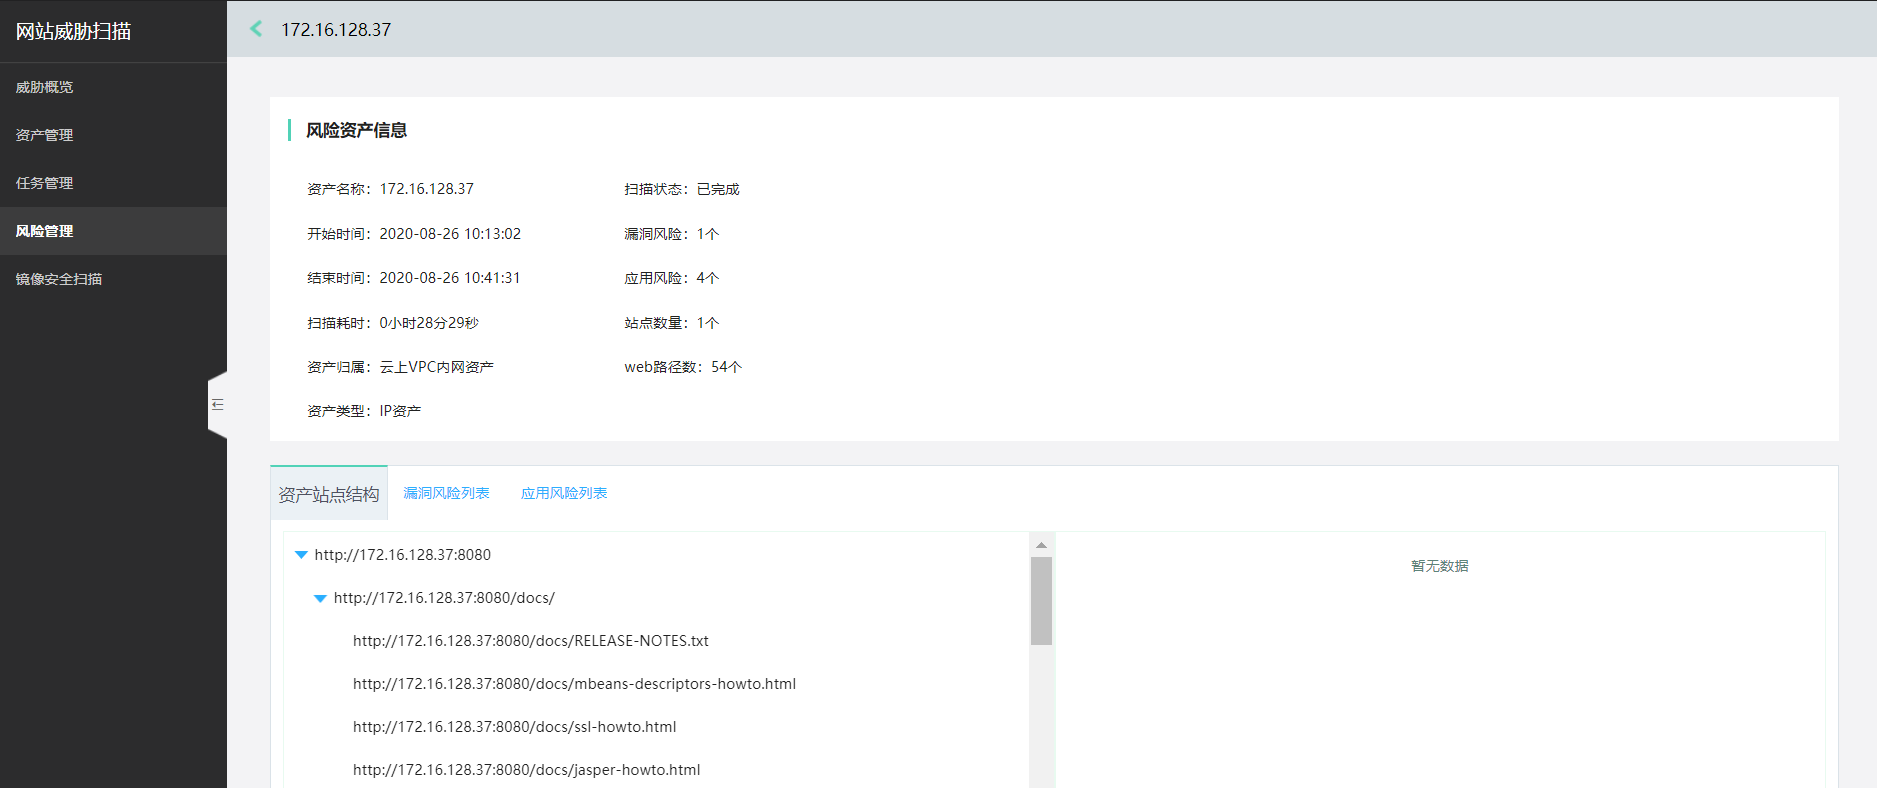 网站威胁扫描
威胁概览
资产管理
任务管理
风险管理
镜像安全扫描
172.16.128.37
风险资产信息
资产名称：172.16.128.37
扫描状态：已完成
开始时间：2020-08-26 10:13:02
漏洞风险：1个
结束时间：2020-08-26 10:41:31
应用风险：4个
扫描耗时：0小时28分29秒
站点数量：1个
资产归属：云上VPC内网资产
web路径数：54个
资产类型：IP资产
资产站点结构
漏洞风险列表
应用风险列表
http://172.16.128.37:8080
http://172.16.128.37:8080/docs/
http://172.16.128.37:8080/docs/RELEASE-NOTES.txt
http://172.16.128.37:8080/docs/mbeans-descriptors-howto.html
http://172.16.128.37:8080/docs/ssl-howto.html
http://172.16.128.37:8080/docs/jasper-howto.html
暂无数据